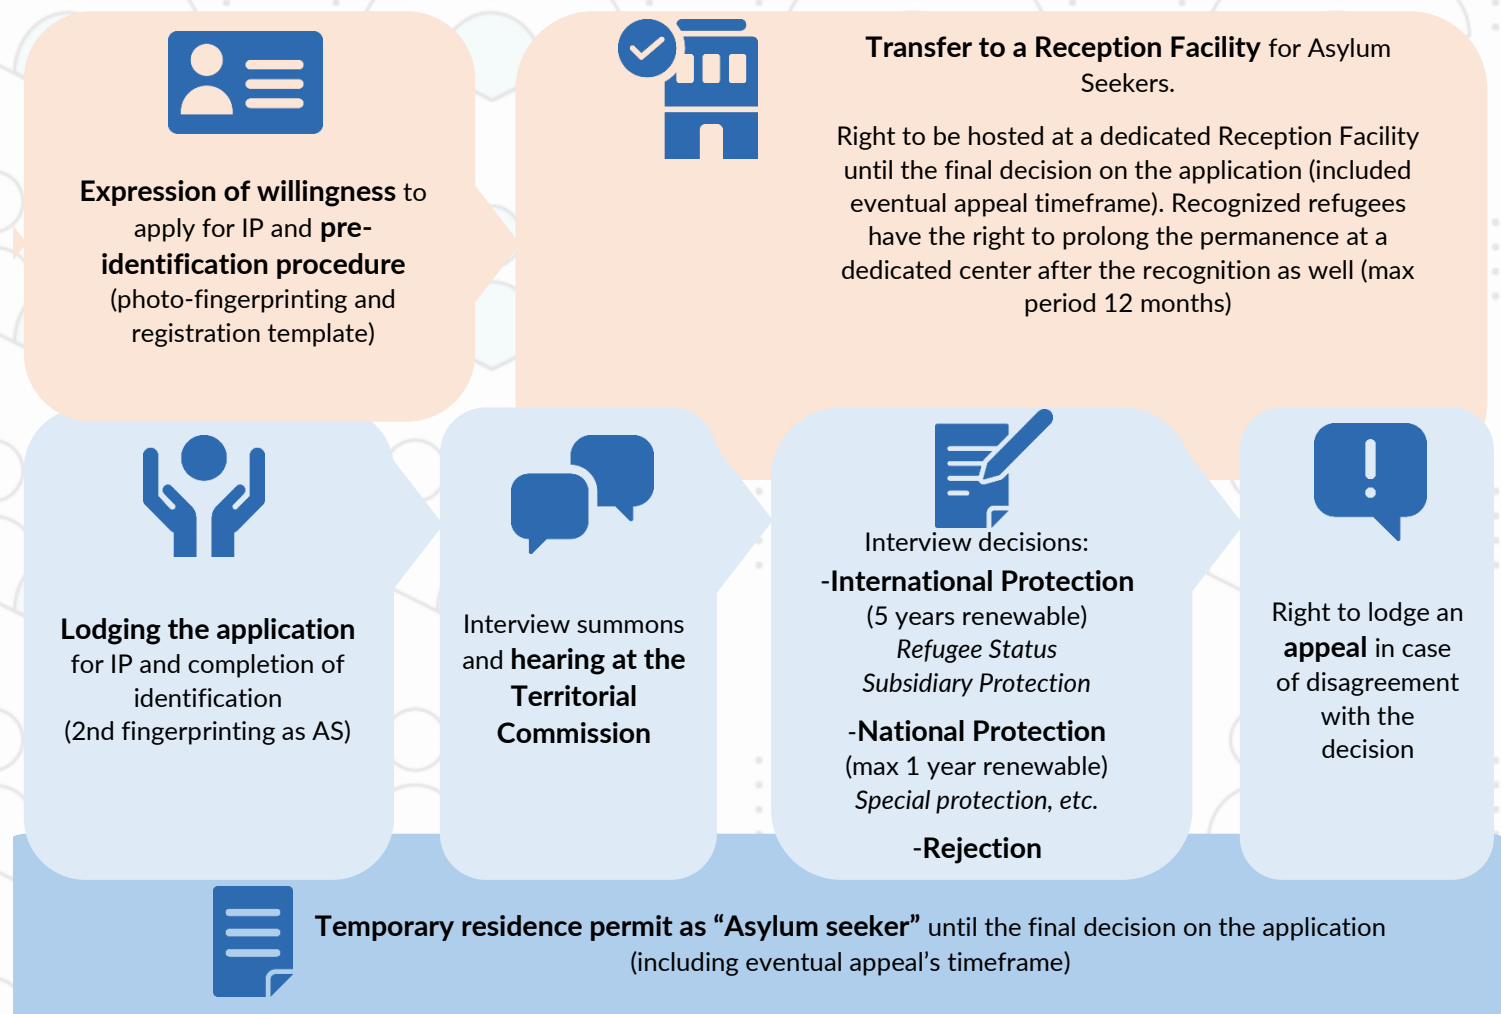 Expression of willingness to
apply for IP and pre-
identification procedure
(photo-fingerprinting and
registration template)
Transfer to a Reception Facility for Asylum
Seekers.
Right to be hosted at a dedicated Reception Facility
until the final decision on the application (included
eventual appeal timeframe). Recognized refugees
have the right to prolong the permanence at a
dedicated center after the recognition as well (max
period 12 months)
Lodging the application
for IP and completion of
identification
(2nd fingerprinting as AS)
Interview summons
and hearing at the
Territorial
Commission
Interview decisions:
-International Protection
(5 years renewable)
Refugee Status
Subsidiary Protection
-National Protection
(max 1 year renewable)
Special protection, etc.
-Rejection
Right to lodge an
appeal in case
of disagreement
with the
decision
Temporary residence permit as “Asylum seeker” until the final decision on the application
(including eventual appeal’s timeframe)